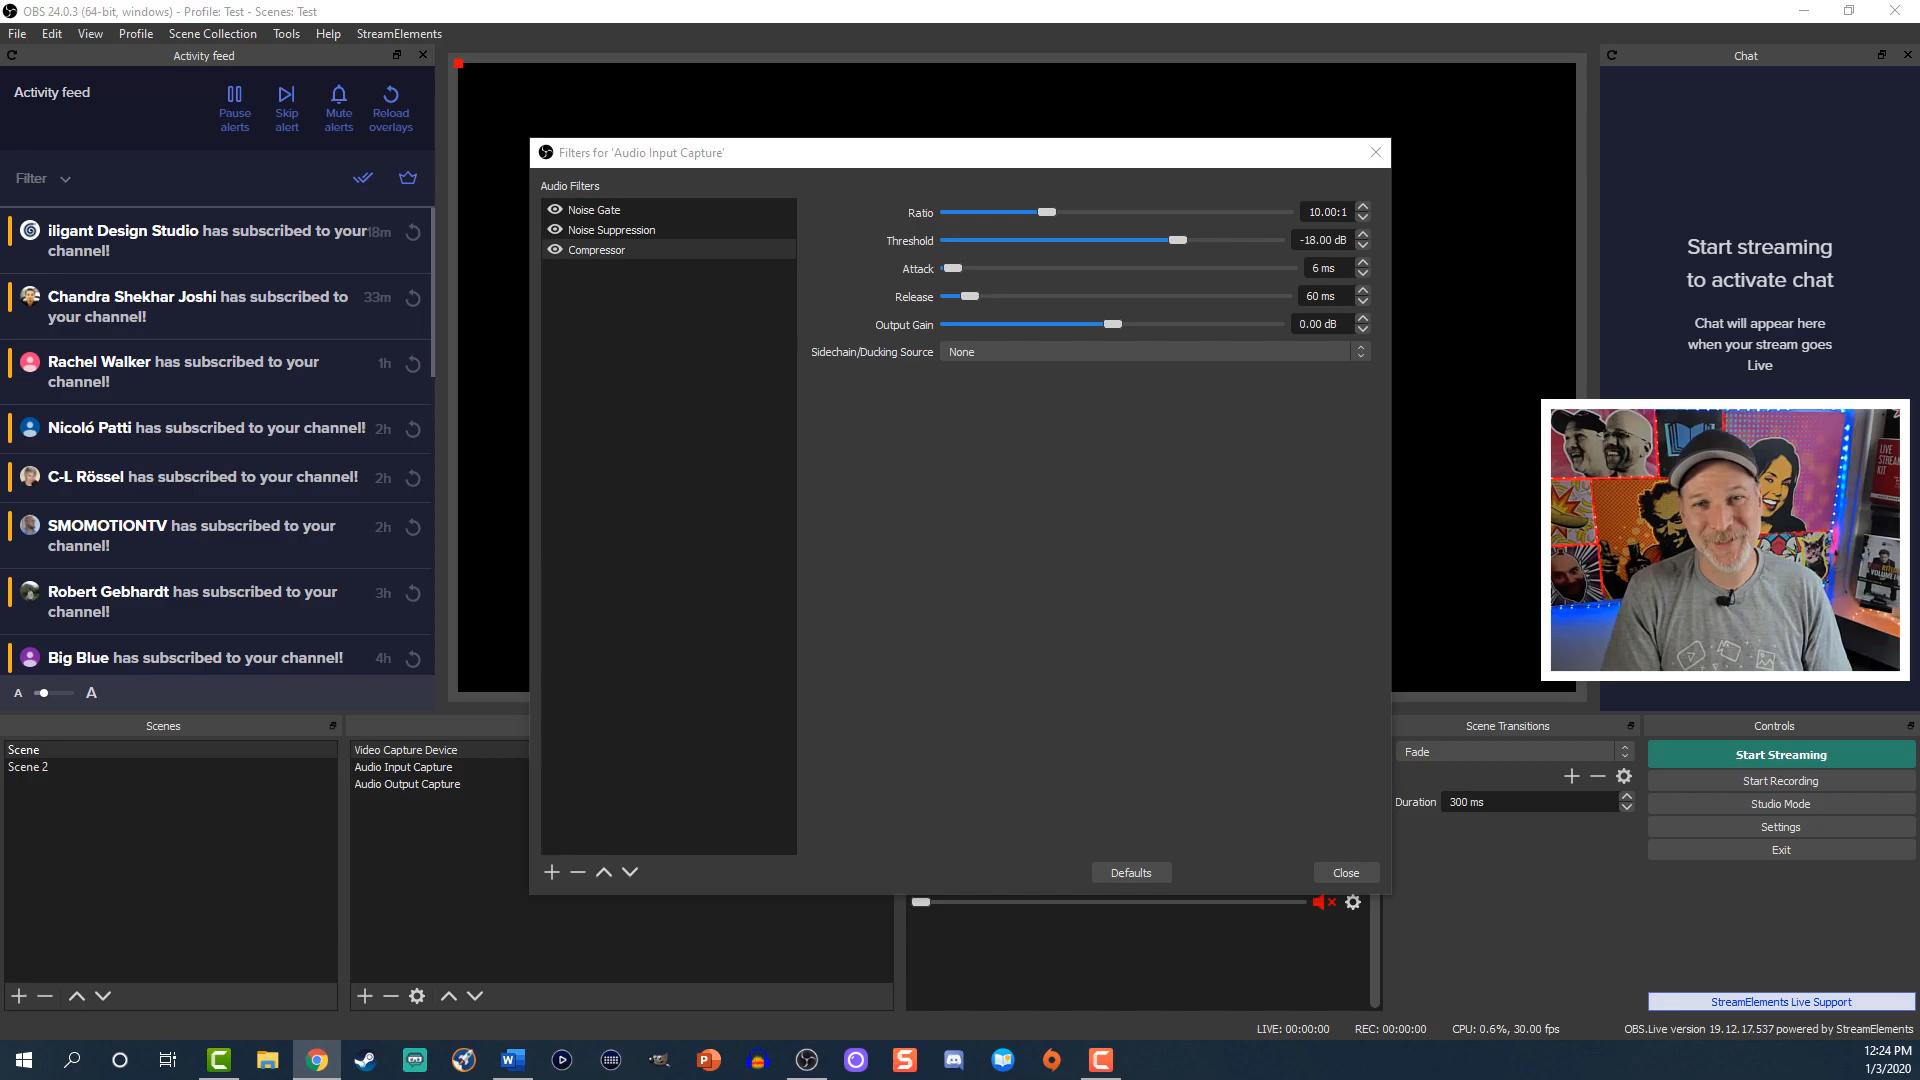 OBS 24.0.3 (64-bit, windows) - Profile: Test - Scenes: Test
File Edit View Profile Scene Collection Tools Help StreamElements
Activity feed
Activity feed
Pause alerts
Skip alert
Mute alerts
Reload overlays
Filter
iligant Design Studio has subscribed to your channel! 18m
Chandra Shekhar Joshi has subscribed to your channel! 33m
Rachel Walker has subscribed to your channel! 1h
Nicoló Patti has subscribed to your channel! 2h
C-L Rössel has subscribed to your channel! 2h
SMOMOTIONTV has subscribed to your channel! 2h
Robert Gebhardt has subscribed to your channel! 3h
Big Blue has subscribed to your channel! 4h
A A
Filters for 'Audio Input Capture'
Audio Filters
Noise Gate
Noise Suppression
Compressor
Ratio 10.00:1
Threshold -18.00 dB
Attack 6 ms
Release 60 ms
Output Gain 0.00 dB
Sidechain/Ducking Source None
Defaults
Close
Chat
Start streaming
to activate chat
Chat will appear here
when your stream goes
Live
LIVE
STREAM
KIT
Scenes
Scene
Scene 2
Video Capture Device
Audio Input Capture
Audio Output Capture
Scene Transitions
Fade
Duration 300 ms
Controls
Start Streaming
Start Recording
Studio Mode
Settings
Exit
StreamElements Live Support
LIVE: 00:00:00 REC: 00:00:00 CPU: 0.6%, 30.00 fps OBS.Live version 19.12.17.537 powered by StreamElements
12:24 PM
1/3/2020